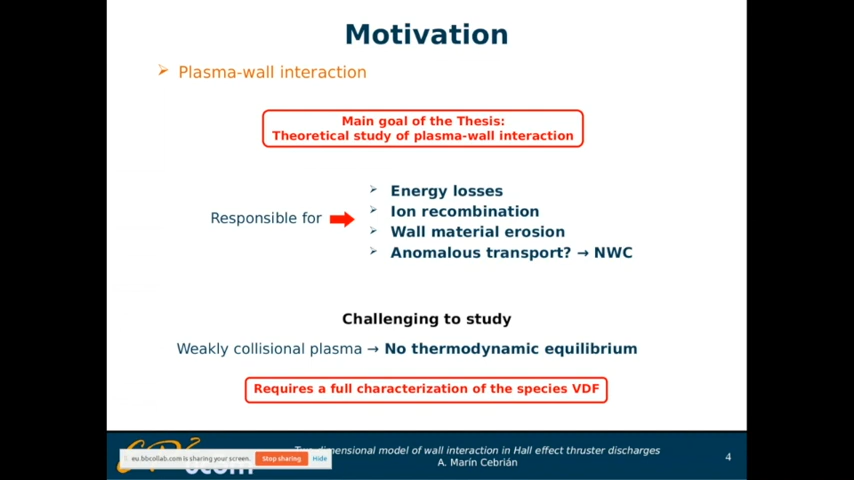 Motivation
Plasma-wall interaction
Main goal of the Thesis:
Theoretical study of plasma-wall interaction
Energy losses
Responsible for
Ion recombination
Wall material erosion
Anomalous transport? → NWC
Challenging to study
Weakly collisional plasma → No thermodynamic equilibrium
Requires a full characterization of the species VDF
dimensional model of wall interaction in Hall effect thruster discharges
A. Marín Cebrián
4
eu.bbcollab.com is sharing your screen.
Stop sharing
Hide